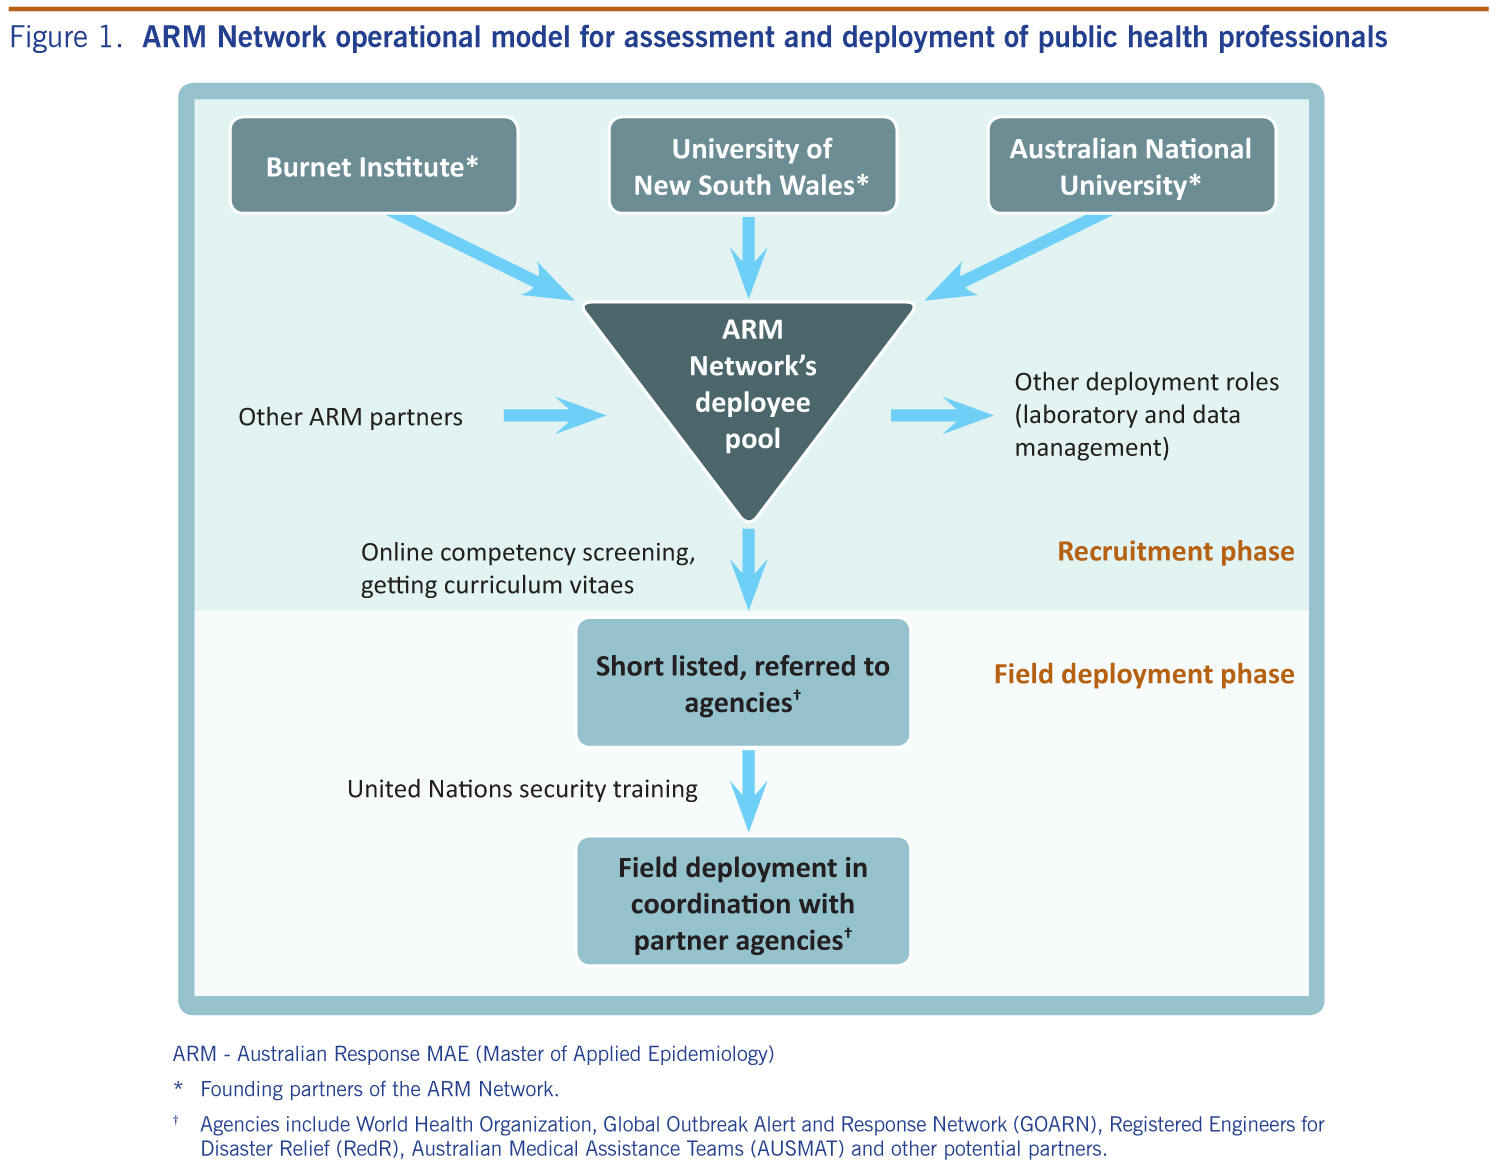 Figure 1. ARM Network operational model for assessment and deployment of public health professionals
Burnet Institute*
University of
New South Wales*
Australian National
University*
ARM
Network’s
deployee
pool
Other ARM partners
Other deployment roles
(laboratory and data
management)
Online competency screening,
getting curriculum vitaes
Recruitment phase
Short listed, referred to
agencies†
Field deployment phase
United Nations security training
Field deployment in
coordination with
partner agencies†
ARM - Australian Response MAE (Master of Applied Epidemiology)
* Founding partners of the ARM Network.
† Agencies include World Health Organization, Global Outbreak Alert and Response Network (GOARN), Registered Engineers for
Disaster Relief (RedR), Australian Medical Assistance Teams (AUSMAT) and other potential partners.